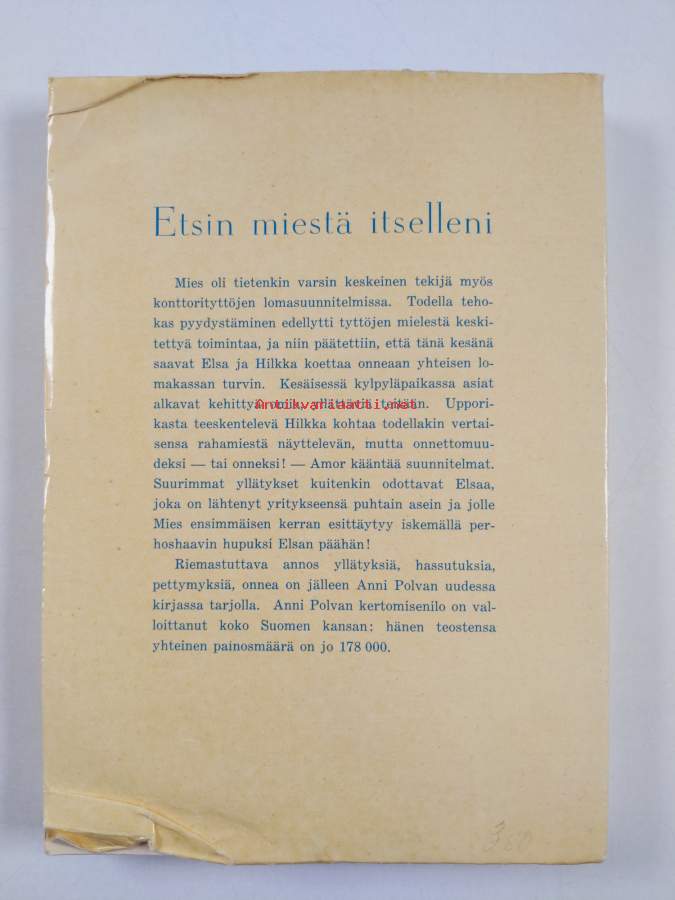 Etsin miestä itselleni
Mies oli tietenkin varsin keskeinen tekijä myös
konttorityttöjen lomasuunnitelmissa. Todella teho-
kas pyydystäminen edellytti tyttöjen mielestä keski-
tettyä toimintaa, ja niin päätettiin, että tänä kesänä
saavat Elsa ja Hilkka koettaa onneaan yhteisen lo-
makassan turvin. Kesäisessä kylpyläpaikassa asiat
alkavat kehittyä niin yllättäviä teitään. Uppori-
Antikvariaatti.net
kasta teeskentelevä Hilkka kohtaa todellakin vertai-
sensa rahamiestä näyttelevän, mutta onnettomuu-
deksi — tai onneksi! — Amor kääntää suunnitelmat.
Suurimmat yllätykset kuitenkin odottavat Elsaa,
joka on lähtenyt yritykseensä puhtain asein ja jolle
Mies ensimmäisen kerran esittäytyy iskemällä per-
hoshaavin hupuksi Elsan päähän!
Riemastuttava annos yllätyksiä, hassutuksia,
pettymyksiä, onnea on jälleen Anni Polvan uudessa
kirjassa tarjolla. Anni Polvan kertomisenilo on val-
loittanut koko Suomen kansan: hänen teostensa
yhteinen painosmäärä on jo 178 000.